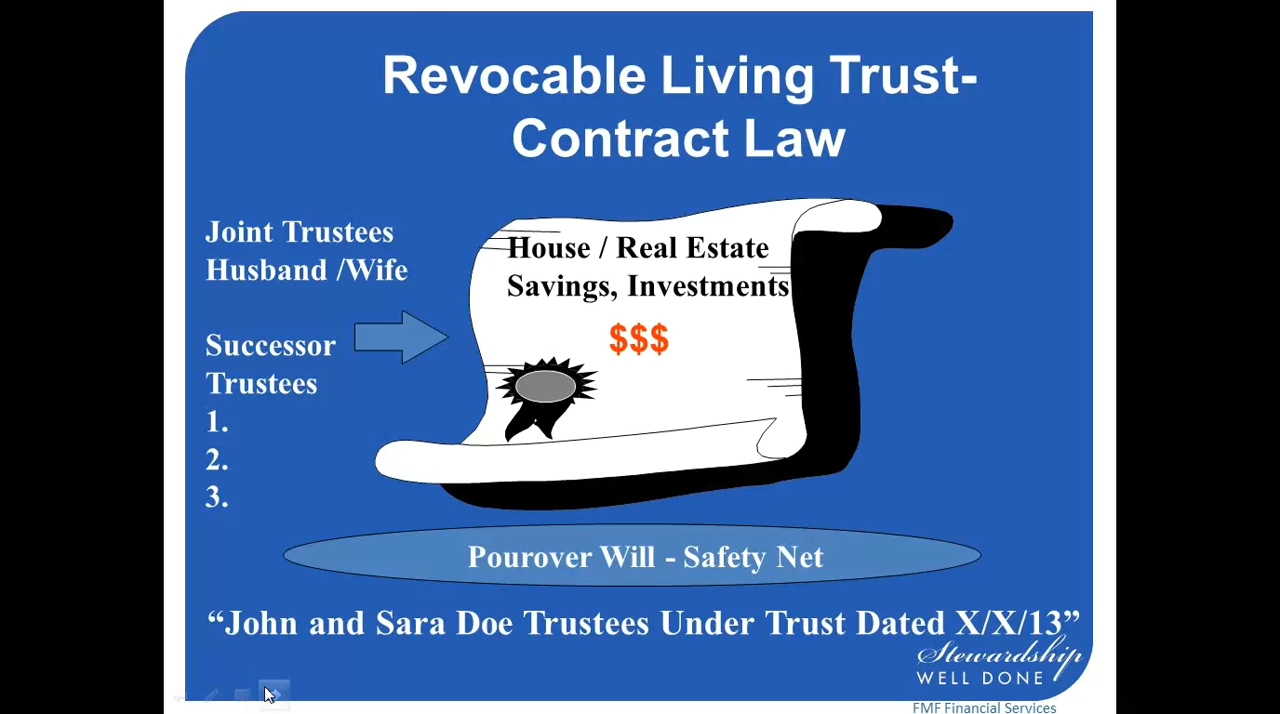 Revocable Living Trust-
Contract Law
Joint Trustees
Husband /Wife
Successor
Trustees
1.
2.
3.
House / Real Estate
Savings, Investments
$$$
Pourover Will - Safety Net
“John and Sara Doe Trustees Under Trust Dated X/X/13”
Stewardship
WELL DONE
FMF Financial Services